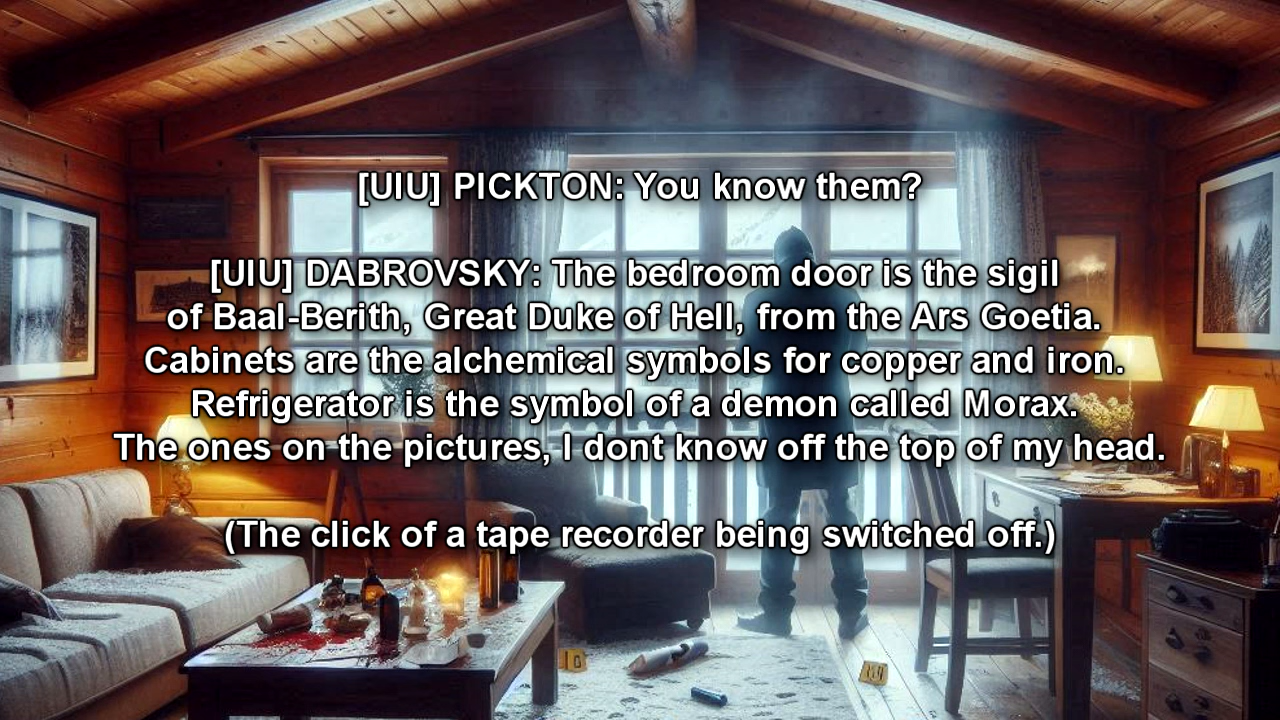 [UIU] PICKTON: You know them?
[UIU] DABROVSKY: The bedroom door is the sigil
of Baal-Berith, Great Duke of Hell, from the Ars Goetia.
Cabinets are the alchemical symbols for copper and iron.
Refrigerator is the symbol of a demon called Morax.
The ones on the pictures, I dont know off the top of my head.
(The click of a tape recorder being switched off.)